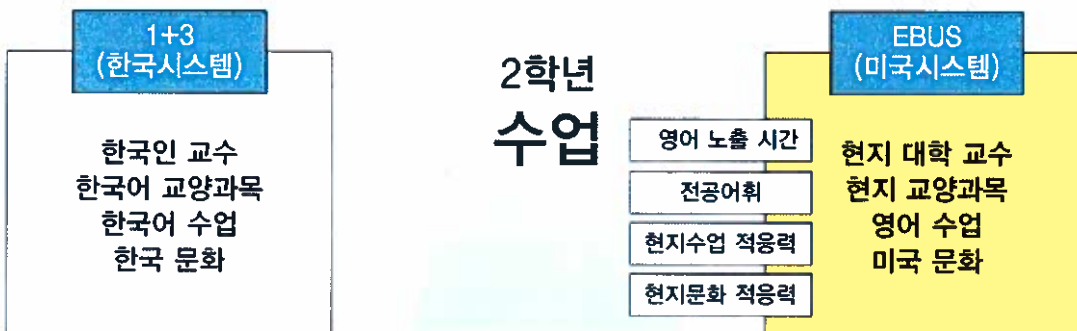 1+3
(한국시스템)
한국인 교수
한국어 교양과목
한국어 수업
한국 문화
2학년
수업
영어 노출 시간
전공어휘
현지수업 적응력
현지문화 적응력
EBUS
(미국시스템)
현지 대학 교수
현지 교양과목
영어 수업
미국 문화